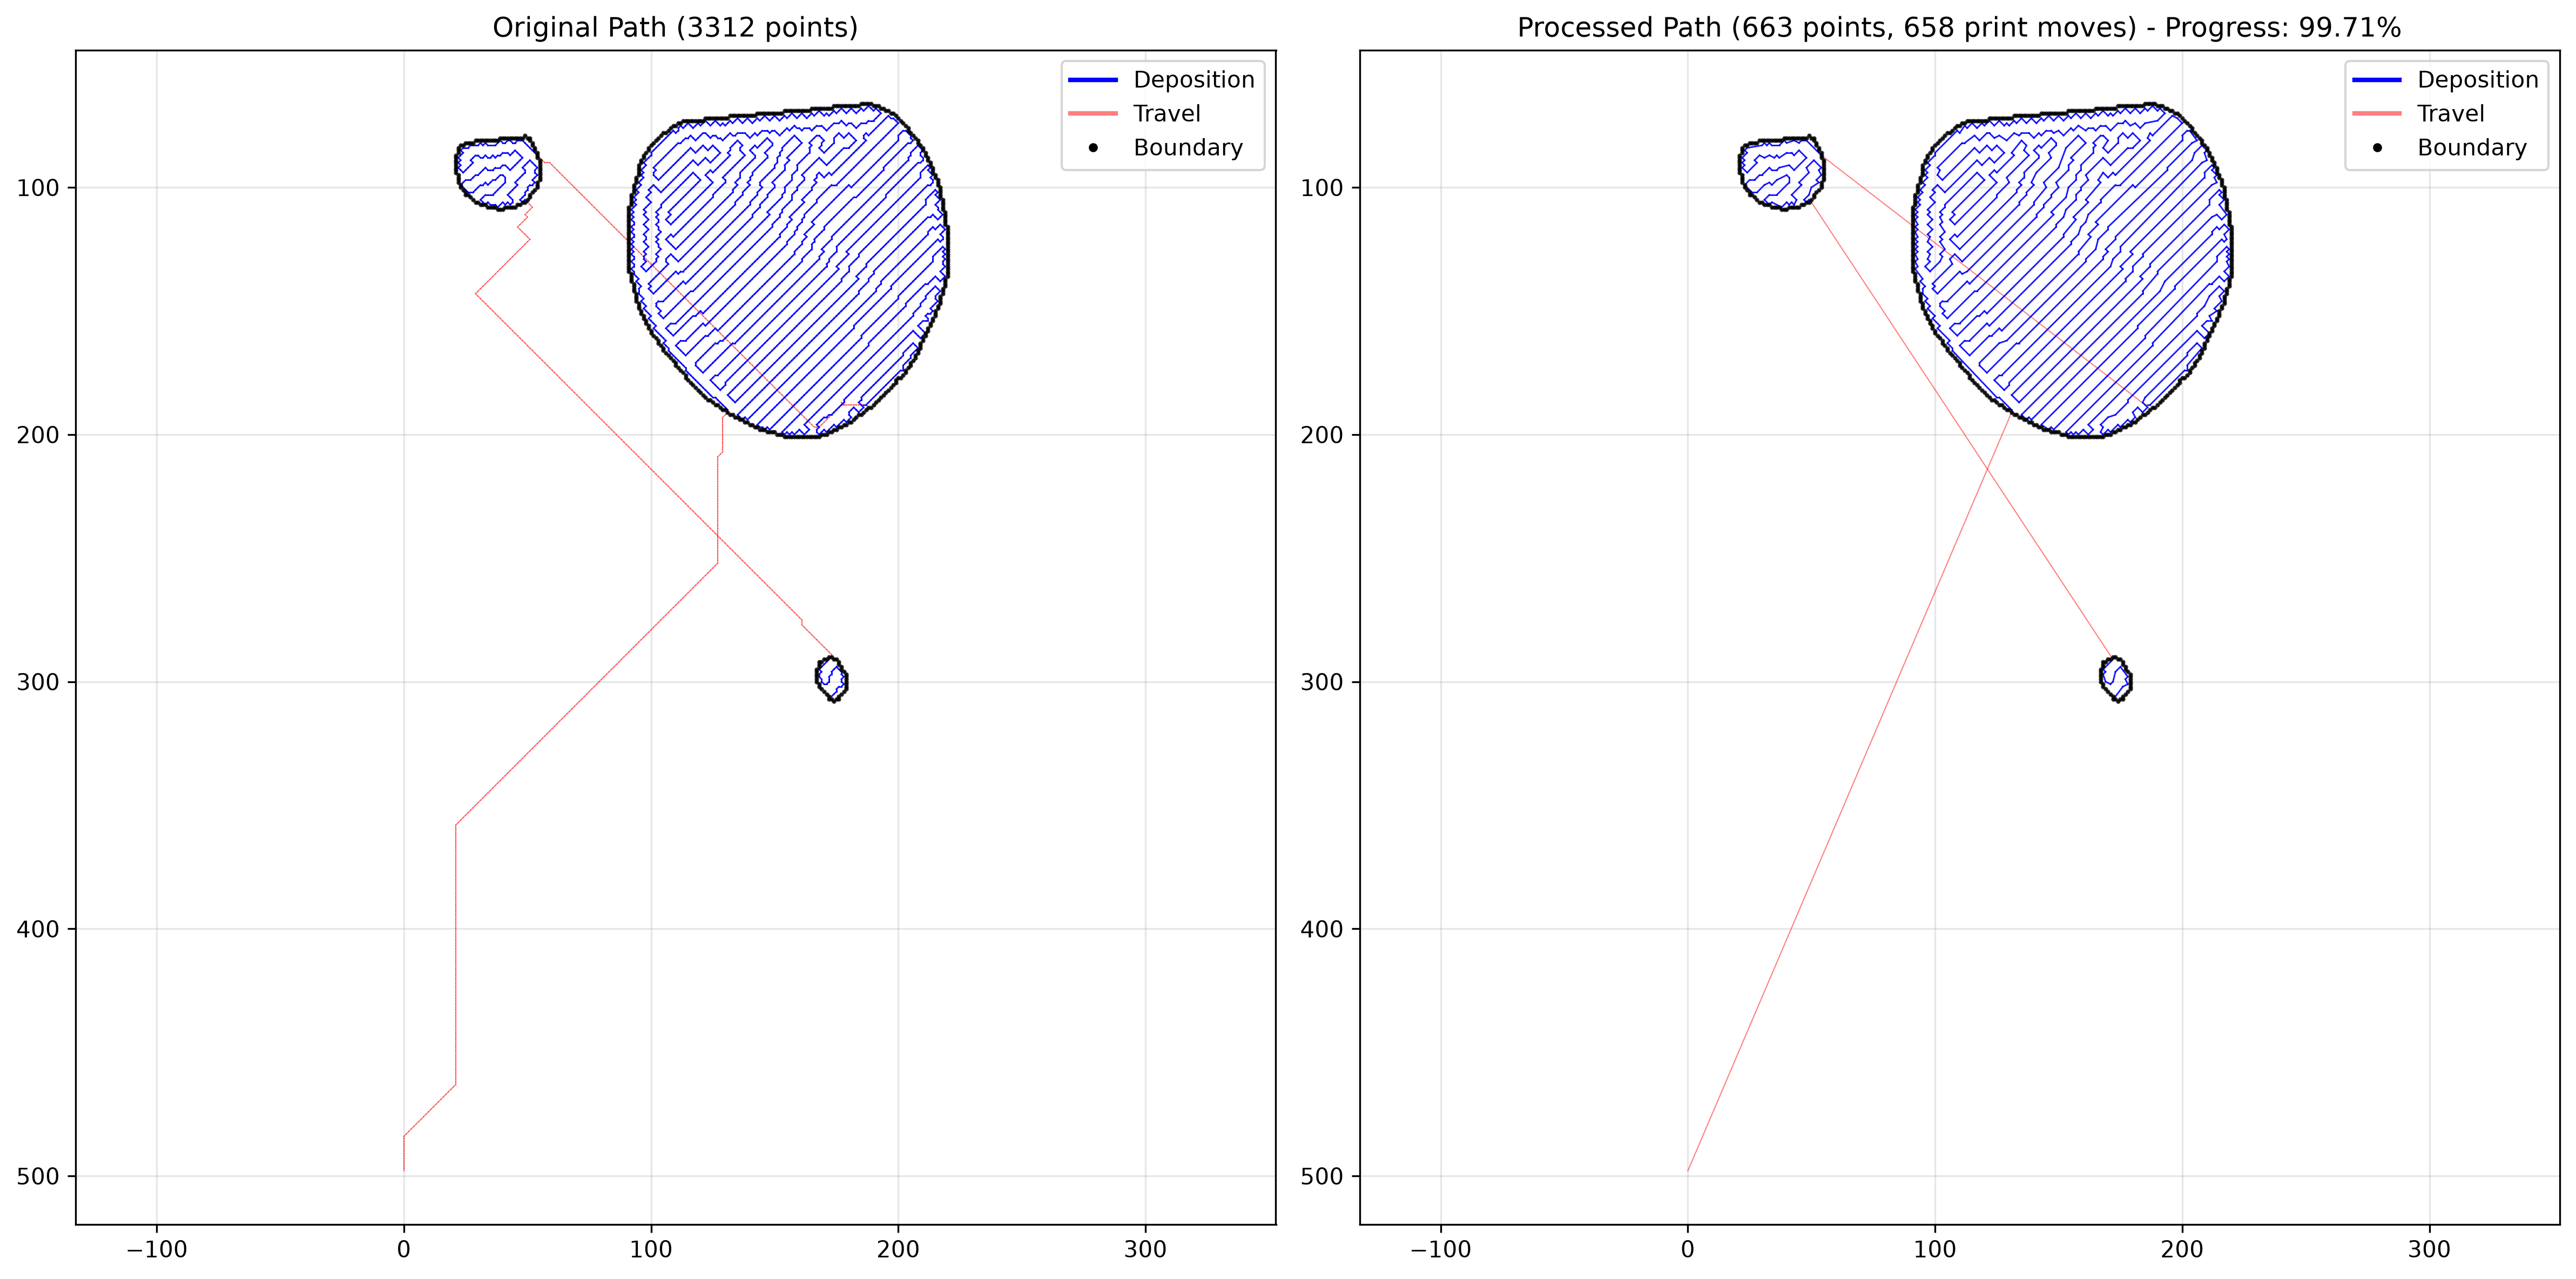 Original Path (3312 points)
Deposition
Travel
Boundary
100
200
300
400
500
−100
0
100
200
300
Processed Path (663 points, 658 print moves) - Progress: 99.71%
Deposition
Travel
Boundary
100
200
300
400
500
−100
0
100
200
300